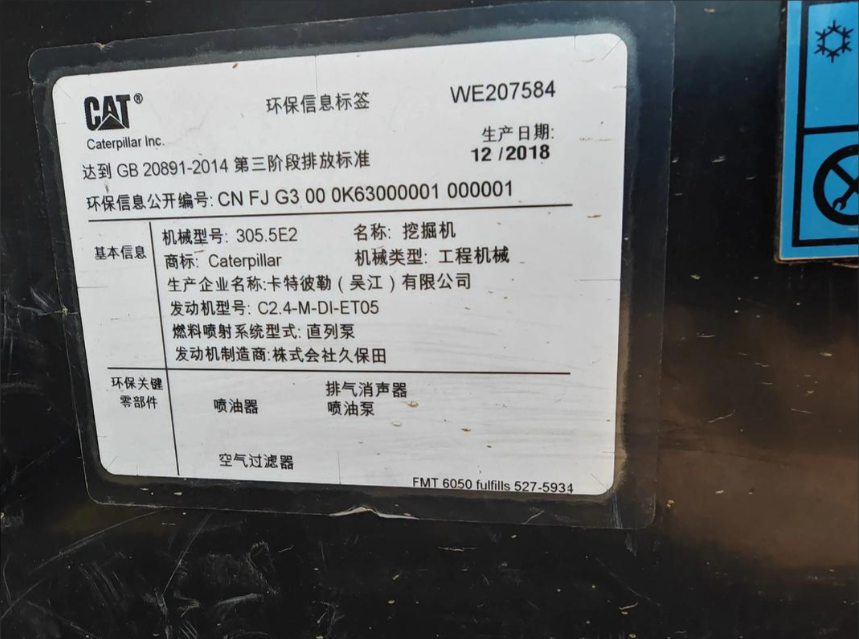 CAT® 环保信息标签 WE207584
Caterpillar Inc. 生产日期:
达到 GB 20891-2014 第三阶段排放标准 12 /2018
环保信息公开编号: CN FJ G3 00 0K63000001 000001
基本信息
机械型号: 305.5E2 名称: 挖掘机
商标: Caterpillar 机械类型: 工程机械
生产企业名称:卡特彼勒(吴江)有限公司
发动机型号: C2.4-M-DI-ET05
燃料喷射系统型式: 直列泵
发动机制造商:株式会社久保田
环保关键
零部件
排气消声器
喷油器 喷油泵
空气过滤器
FMT 6050 fulfills 527-5934